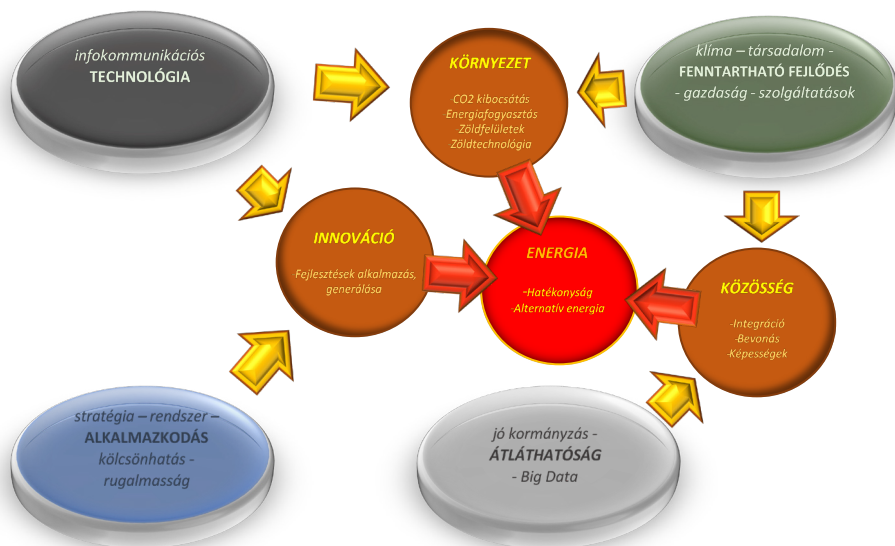 infokommunikációs
TECHNOLÓGIA
KÖRNYEZET
-CO2 kibocsátás
-Energiafogyasztás
Zöldfelületek
-Zöldtechnológia
klíma – társadalom -
FENNTARTHATÓ FEJLŐDÉS
- gazdaság - szolgáltatások
INNOVÁCIÓ
-Fejlesztések alkalmazás,
generálása
ENERGIA
-Hatékonyság
-Alternatív energia
KÖZÖSSÉG
-Integráció
-Bevonás
-Képességek
stratégia – rendszer –
ALKALMAZKODÁS
kölcsönhatás -
rugalmasság
jó kormányzás -
ÁTLÁTHATÓSÁG
- Big Data